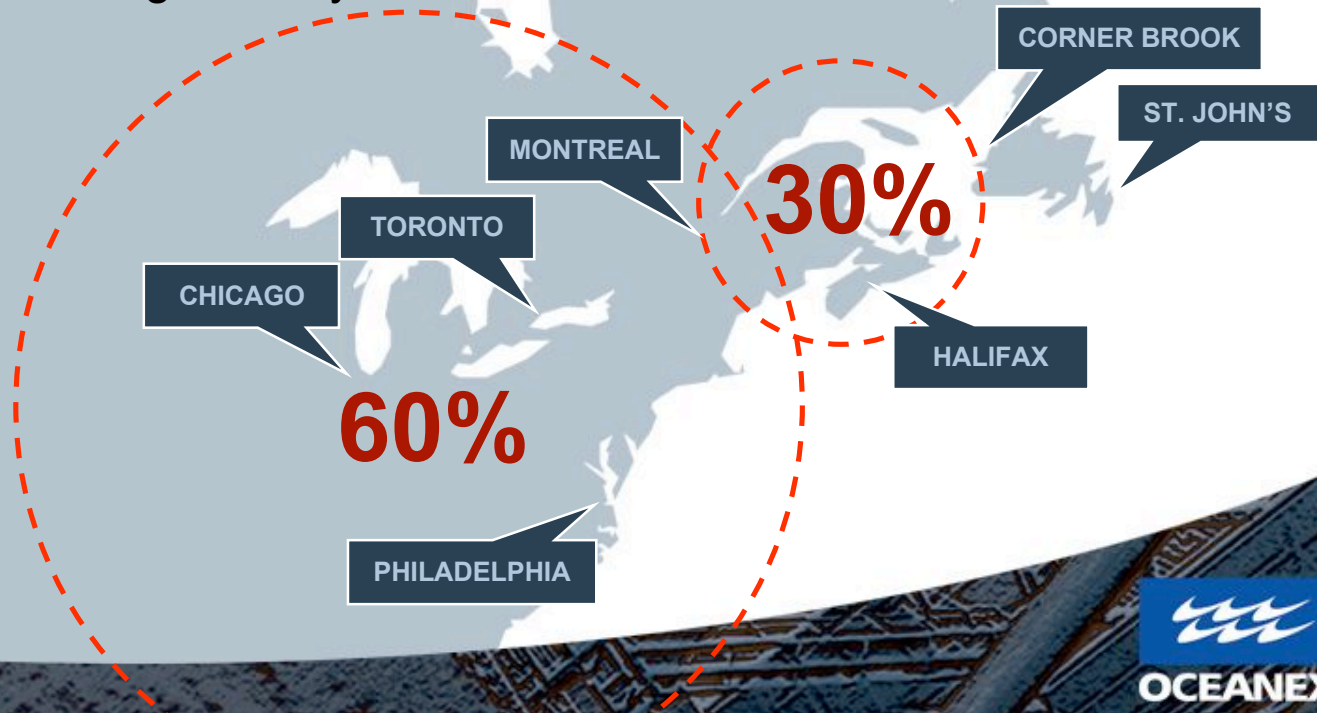 CORNER BROOK
ST. JOHN'S
MONTREAL
30%
TORONTO
CHICAGO
HALIFAX
60%
PHILADELPHIA
OCEANEX